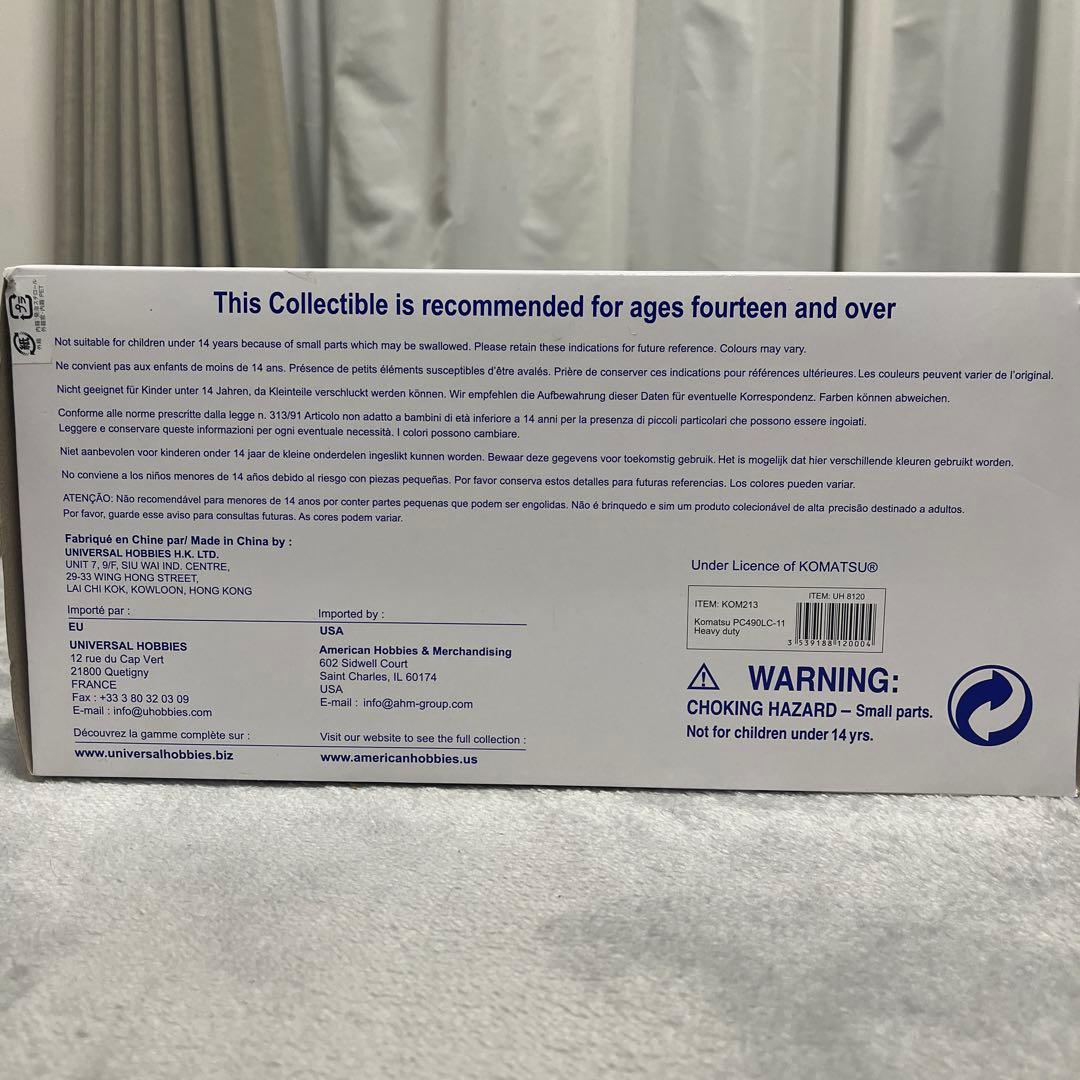 プラ
紙
外箱・内箱:PET
This Collectible is recommended for ages fourteen and over
Not suitable for children under 14 years because of small parts which may be swallowed. Please retain these indications for future reference. Colours may vary.
Ne convient pas aux enfants de moins de 14 ans. Présence de petits éléments susceptibles d'être avalés. Prière de conserver ces indications pour références ultérieures. Les couleurs peuvent varier de l'original.
Nicht geeignet für Kinder unter 14 Jahren, da Kleinteile verschluckt werden können. Wir empfehlen die Aufbewahrung dieser Daten für eventuelle Korrespondenz. Farben können abweichen.
Conforme alle norme prescritte dalla legge n. 313/91 Articolo non adatto a bambini di età inferiore a 14 anni per la presenza di piccoli particolari che possono essere ingoiati.
Leggere e conservare queste informazioni per ogni eventuale necessità. I colori possono cambiare.
Niet aanbevolen voor kinderen onder 14 jaar de kleine onderdelen ingeslikt kunnen worden. Bewaar deze gegevens voor toekomstig gebruik. Het is mogelijk dat hier verschillende kleuren gebruikt worden.
No conviene a los niños menores de 14 años debido al riesgo con piezas pequeñas. Por favor conserva estos detalles para futuras referencias. Los colores pueden variar.
ATENÇÃO: Não recomendável para menores de 14 anos por conter partes pequenas que podem ser engolidas. Não é brinquedo e sim um produto colecionável de alta precisão destinado a adultos.
Por favor, guarde esse aviso para consultas futuras. As cores podem variar.
Fabriqué en Chine par/ Made in China by :
UNIVERSAL HOBBIES H.K. LTD.
UNIT 7, 9/F, SIU WAI IND. CENTRE,
29-33 WING HONG STREET,
LAI CHI KOK, KOWLOON, HONG KONG
Importé par :
EU
UNIVERSAL HOBBIES
12 rue du Cap Vert
21800 Quetigny
FRANCE
Fax : +33 3 80 32 03 09
E-mail : info@uhobbies.com
Découvrez la gamme complète sur :
www.universalhobbies.biz
Imported by :
USA
American Hobbies & Merchandising
602 Sidwell Court
Saint Charles, IL 60174
USA
E-mail : info@ahm-group.com
Visit our website to see the full collection :
www.americanhobbies.us
Under Licence of KOMATSU®
ITEM: UH 8120
ITEM: KOM213
Komatsu PC490LC-11
Heavy duty
3 539188 120004
WARNING:
CHOKING HAZARD – Small parts.
Not for children under 14 yrs.